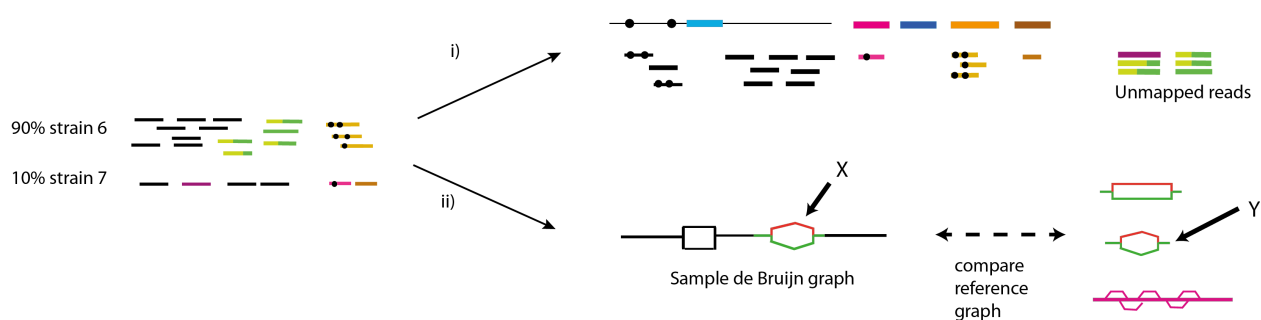 i)
90% strain 6
10% strain 7
ii)
Unmapped reads
X
Y
Sample de Bruijn graph
compare
reference
graph